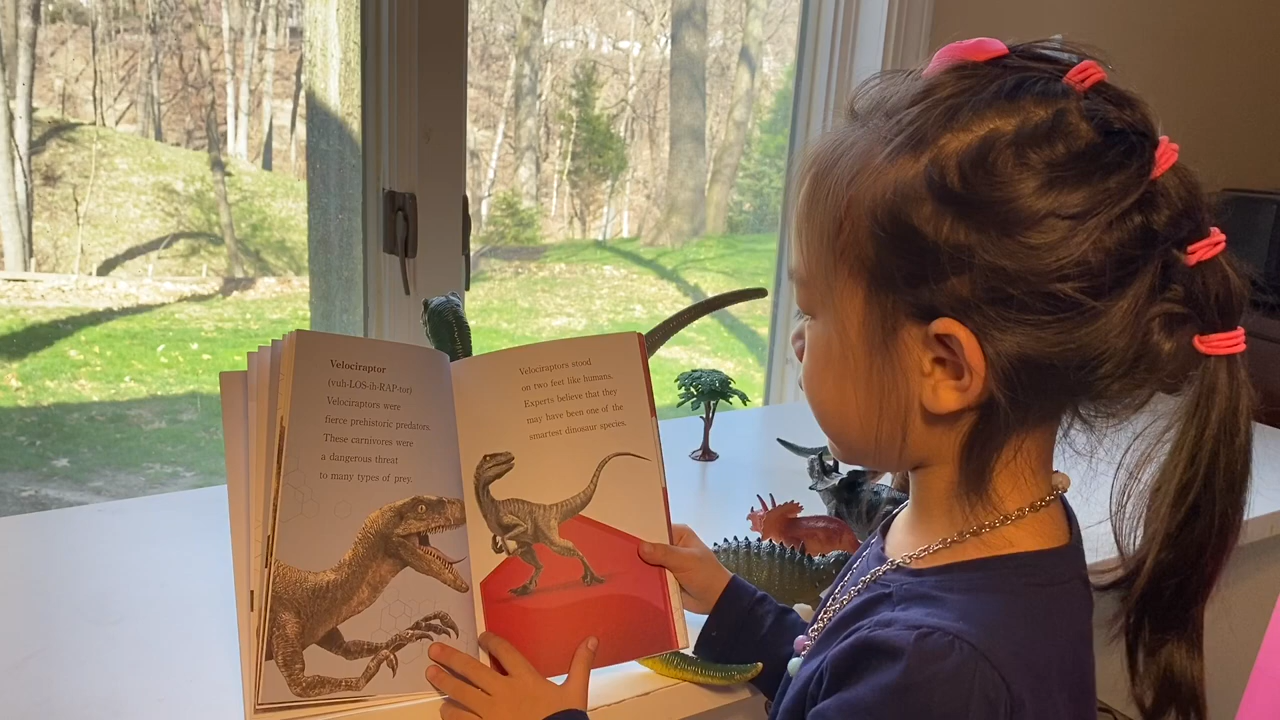 Velociraptor
(vuh-LOS-ih-RAP-tor)
Velociraptors were
fierce prehistoric predators.
These carnivores were
a dangerous threat
to many types of prey.
Velociraptors stood
on two feet like humans.
Experts believe that they
may have been one of the
smartest dinosaur species.